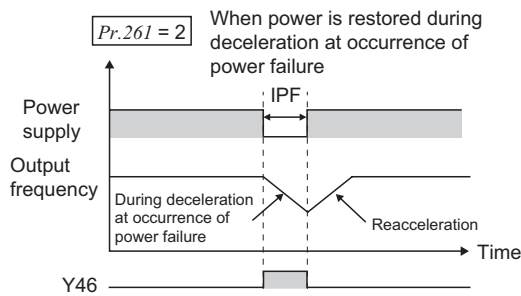 Pr.261 = 2
When power is restored during
deceleration at occurrence of
power failure
IPF
Power
supply
Output
frequency
During deceleration
at occurrence of
power failure
Reacceleration
Time
Y46